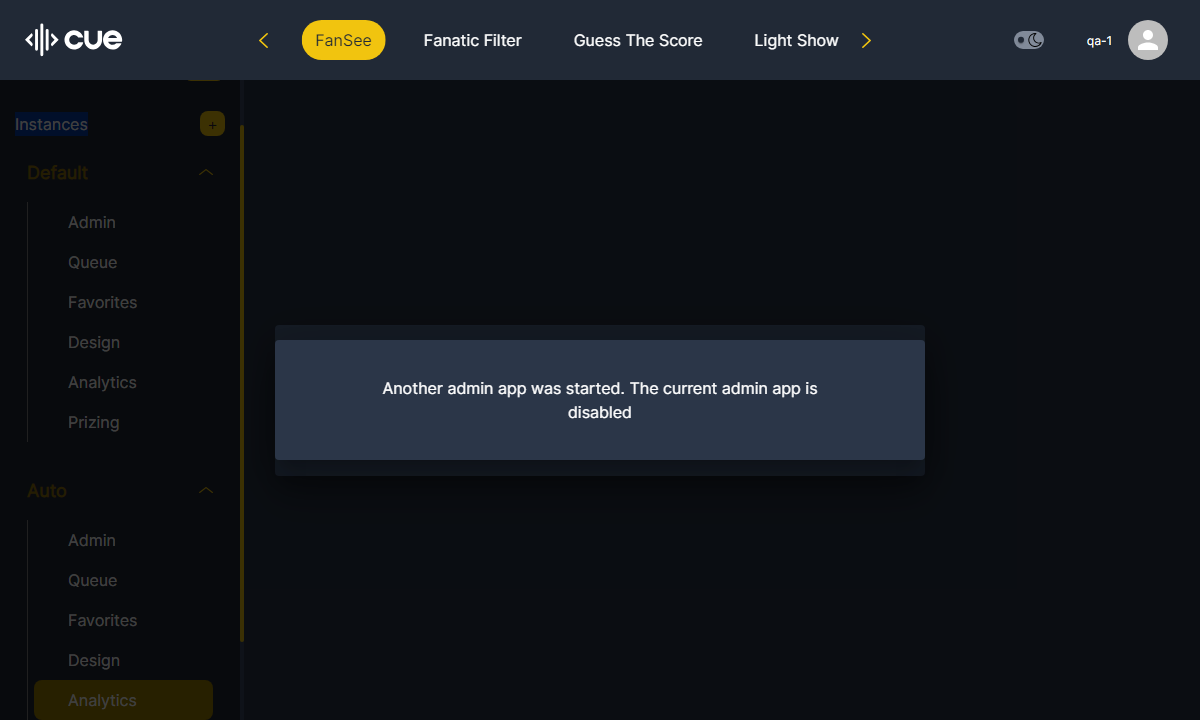 cue
FanSee
Fanatic Filter
Guess The Score
Light Show
qa-1
Instances
+
Default
Admin
Queue
Favorites
Design
Analytics
Prizing
Auto
Admin
Queue
Favorites
Design
Analytics
Another admin app was started. The current admin app is
disabled